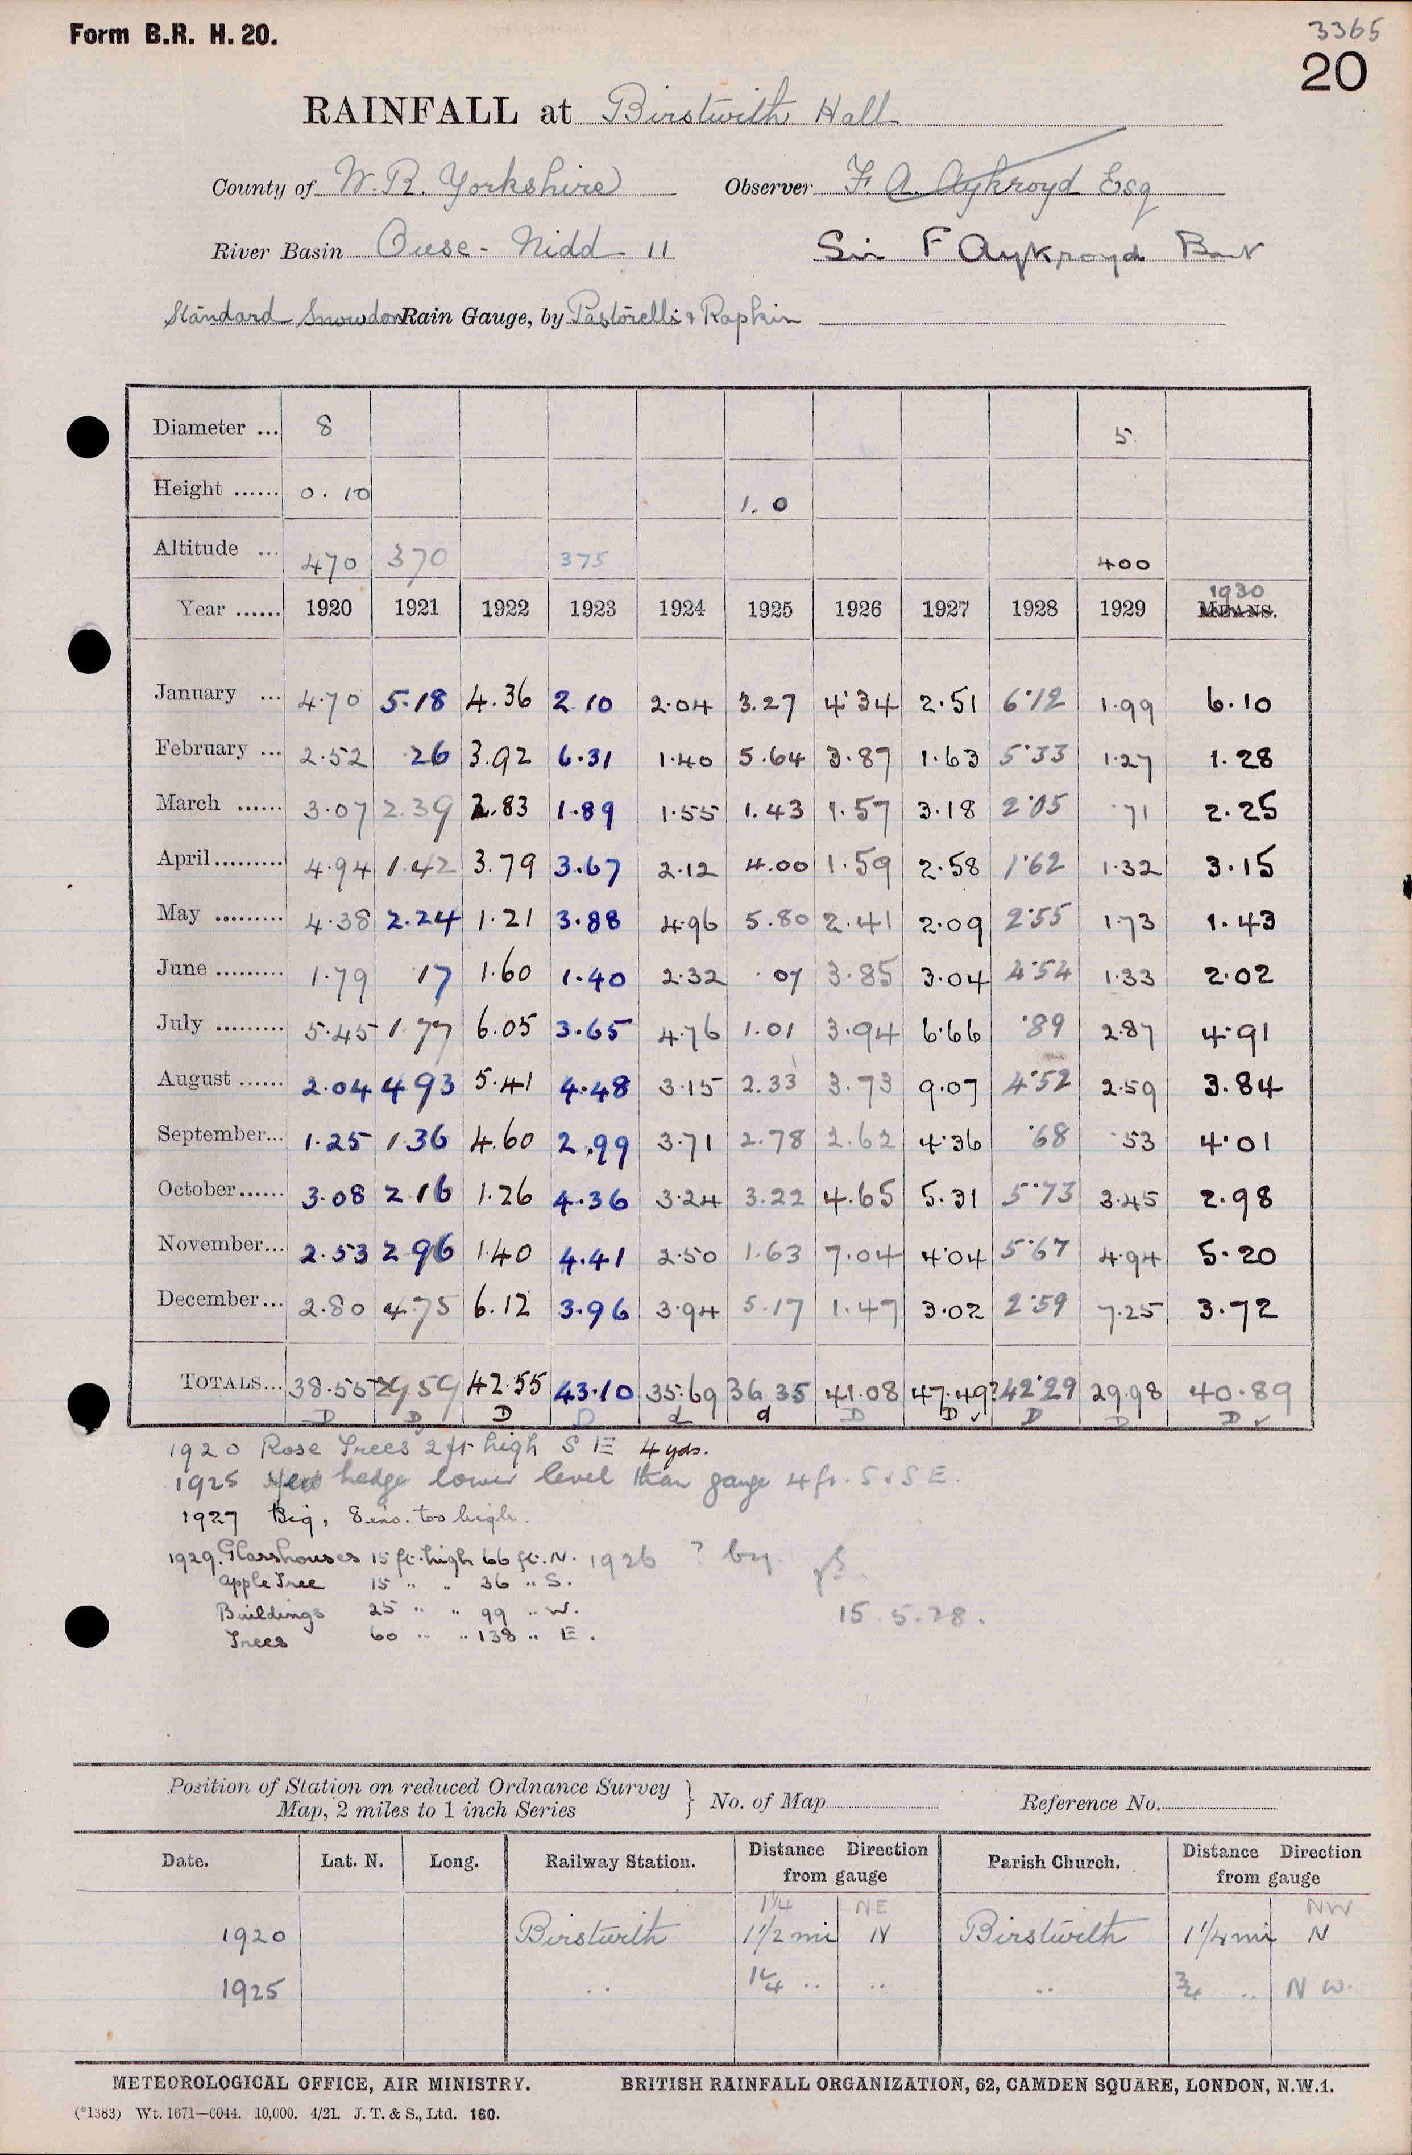 Form B.R. H. 20.
3365
20
RAINFALL at Birstwith Hall
County of W. R. Yorkshire Observer F. A. Aykroyd Esq
River Basin Ouse - Nidd 11 Sir F Aykroyd Bart
Standard Snowdon Rain Gauge, by Pastorelli & Rapkin
Diameter ... 8 5
Height ...... 0.10 1.0
Altitude ... 470 370 375 400
Year ...... 1920 1921 1922 1923 1924 1925 1926 1927 1928 1929 MEANS. 1930
January ... 4.70 5.18 4.36 2.10 2.04 3.27 4.34 2.51 6.12 1.99 6.10
February ... 2.52 .26 3.92 6.31 1.40 5.64 3.87 1.63 5.33 1.27 1.28
March ...... 3.07 2.39 2.83 1.89 1.55 1.43 1.57 3.18 2.05 .71 2.25
April ......... 4.94 1.42 3.79 3.67 2.12 4.00 1.59 2.58 1.62 1.32 3.15
May ......... 4.38 2.24 1.21 3.88 4.96 5.80 2.41 2.09 2.55 1.73 1.43
June ......... 1.79 .17 1.60 1.40 2.32 .07 3.85 3.04 4.54 1.33 2.02
July ......... 5.45 1.77 6.05 3.65 4.76 1.01 3.94 6.66 .89 2.87 4.91
August ...... 2.04 4.93 5.41 4.48 3.15 2.33 3.73 9.07 4.52 2.59 3.84
September... 1.25 1.36 4.60 2.99 3.71 2.78 2.62 4.36 .68 .53 4.01
October...... 3.08 2.16 1.26 4.36 3.24 3.22 4.65 5.31 5.73 3.45 2.98
November... 2.53 2.96 1.40 4.41 2.50 1.63 7.04 4.04 5.67 4.94 5.20
December... 2.80 4.75 6.12 3.96 3.94 5.17 1.47 3.02 2.59 7.25 3.72
TOTALS... 38.55 29.59 42.55 43.10 35.69 36.35 41.08 47.49? 42.29 29.98 40.89
D D D D d d D D ✓ D D D ✓
1920 Rose Trees 2 ft high S E 4 yds.
1925 Yew hedge lower level than gauge 4 ft. S & S E.
1927 Big, 8 ins. too high.
1929. Glasshouses 15 ft. high 66 ft. N. 1926 ? by
apple Tree 15 " " 36 " S.
Buildings 25 " " 99 " W. 15.5.28.
Trees 60 " " 138 " E.
Position of Station on reduced Ordnance Survey
Map, 2 miles to 1 inch Series } No. of Map Reference No.
Date. Lat. N. Long. Railway Station. Distance Direction from gauge Parish Church. Distance Direction from gauge
1¼ NE NW
1920 Birstwith 1½ mi N Birstwith 1¼ mi N
1925 " 1¼ " " " ¾ " N W.
METEOROLOGICAL OFFICE, AIR MINISTRY. BRITISH RAINFALL ORGANIZATION, 62, CAMDEN SQUARE, LONDON, N.W.1.
(*1383) Wt. 1671—C044. 10,000. 4/21. J. T. & S., Ltd. 160.